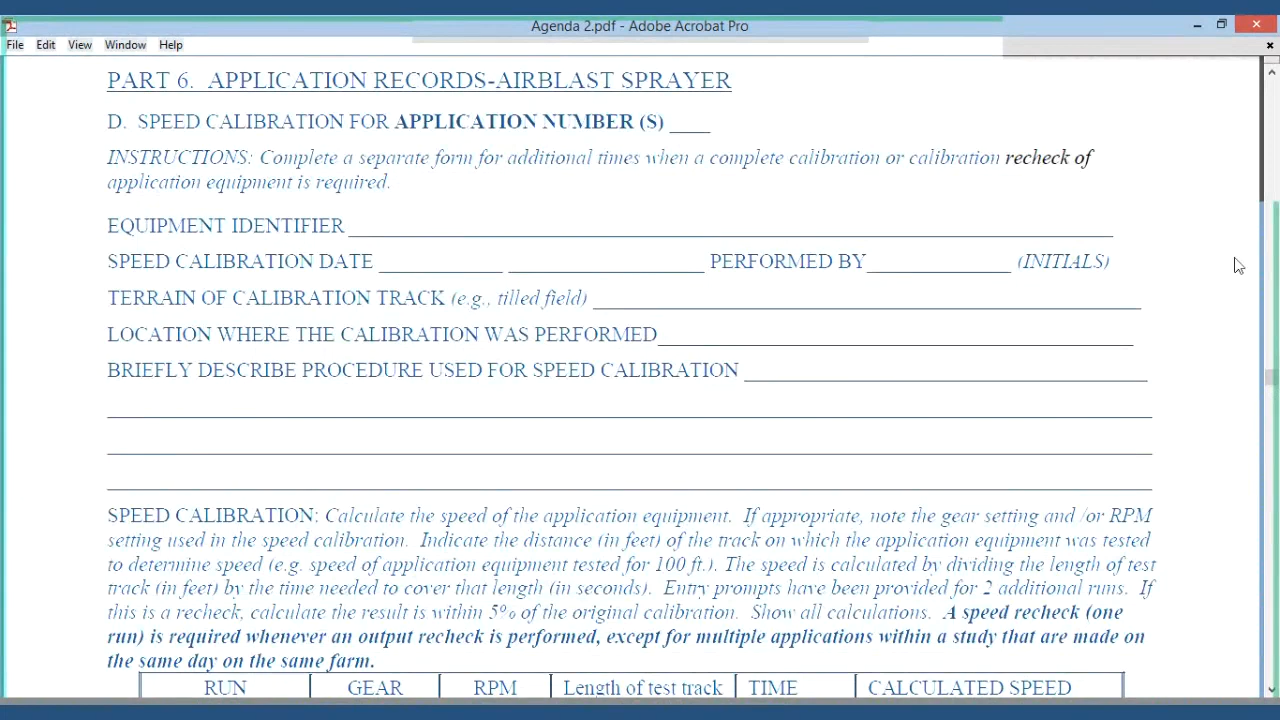 Agenda 2.pdf - Adobe Acrobat Pro
File Edit View Window Help
PART 6. APPLICATION RECORDS-AIRBLAST SPRAYER
D. SPEED CALIBRATION FOR APPLICATION NUMBER (S) ____
INSTRUCTIONS: Complete a separate form for additional times when a complete calibration or calibration recheck of
application equipment is required.
EQUIPMENT IDENTIFIER ____
SPEED CALIBRATION DATE ____ ____ PERFORMED BY____ (INITIALS)
TERRAIN OF CALIBRATION TRACK (e.g., tilled field) ____
LOCATION WHERE THE CALIBRATION WAS PERFORMED____
BRIEFLY DESCRIBE PROCEDURE USED FOR SPEED CALIBRATION ____
SPEED CALIBRATION: Calculate the speed of the application equipment. If appropriate, note the gear setting and /or RPM
setting used in the speed calibration. Indicate the distance (in feet) of the track on which the application equipment was tested
to determine speed (e.g. speed of application equipment tested for 100 ft.). The speed is calculated by dividing the length of test
track (in feet) by the time needed to cover that length (in seconds). Entry prompts have been provided for 2 additional runs. If
this is a recheck, calculate the result is within 5% of the original calibration. Show all calculations. A speed recheck (one
run) is required whenever an output recheck is performed, except for multiple applications within a study that are made on
the same day on the same farm.
RUN GEAR RPM Length of test track TIME CALCULATED SPEED